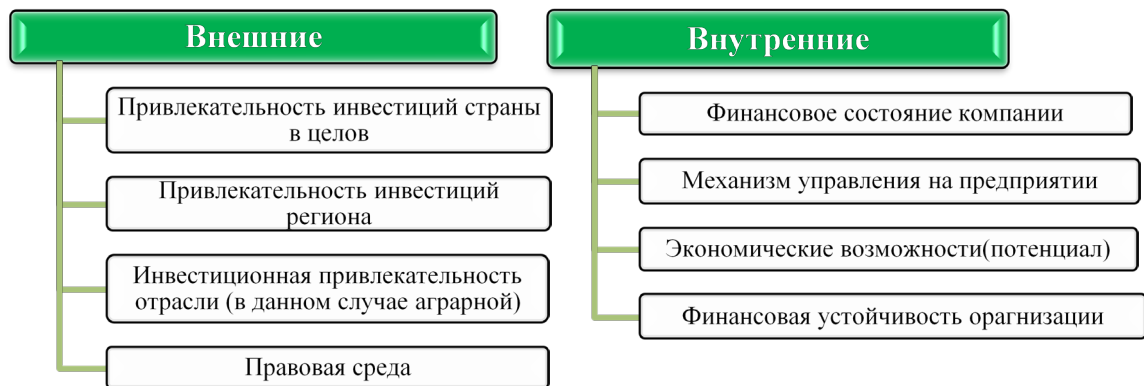 Внешние
Привлекательность инвестиций страны
в целов
Привлекательность инвестиций
региона
Инвестиционная привлекательность
отрасли (в данном случае аграрной)
Правовая среда
Внутренние
Финансовое состояние компании
Механизм управления на предприятии
Экономические возможности(потенциал)
Финансовая устойчивость орагнизации